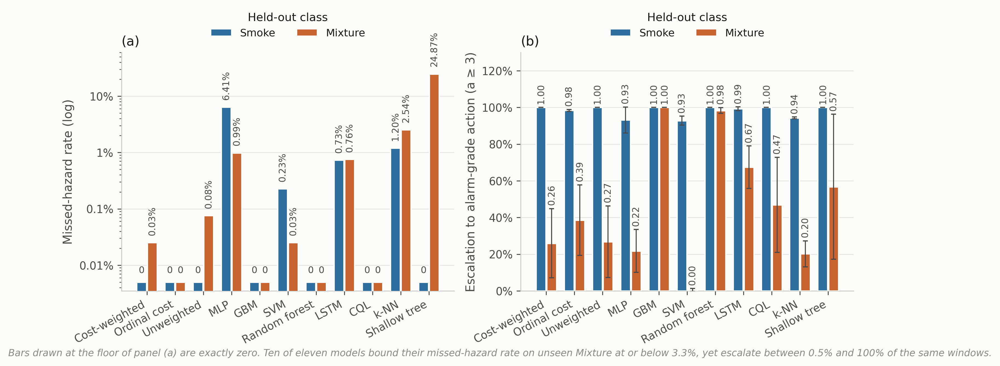 Held-out class
Smoke
Mixture
(a)
Missed-hazard rate (log)
10%
1%
0.1%
0.01%
0
0.03%
0
0
0
0.08%
6.41%
0.99%
0
0
0.23%
0.03%
0
0
0.73%
0.76%
0
0
1.20%
2.54%
0
24.87%
Cost-weighted
Ordinal cost
Unweighted
MLP
GBM
SVM
Random forest
LSTM
CQL
k-NN
Shallow tree
Held-out class
Smoke
Mixture
(b)
Escalation to alarm-grade action (a ≥ 3)
120%
100%
80%
60%
40%
20%
0%
1.00
0.26
0.98
0.39
1.00
0.27
0.93
0.22
1.00
1.00
0.93
0.00
1.00
0.98
0.99
0.67
1.00
0.47
0.94
0.20
1.00
0.57
Cost-weighted
Ordinal cost
Unweighted
MLP
GBM
SVM
Random forest
LSTM
CQL
k-NN
Shallow tree
Bars drawn at the floor of panel (a) are exactly zero. Ten of eleven models bound their missed-hazard rate on unseen Mixture at or below 3.3%, yet escalate between 0.5% and 100% of the same windows.